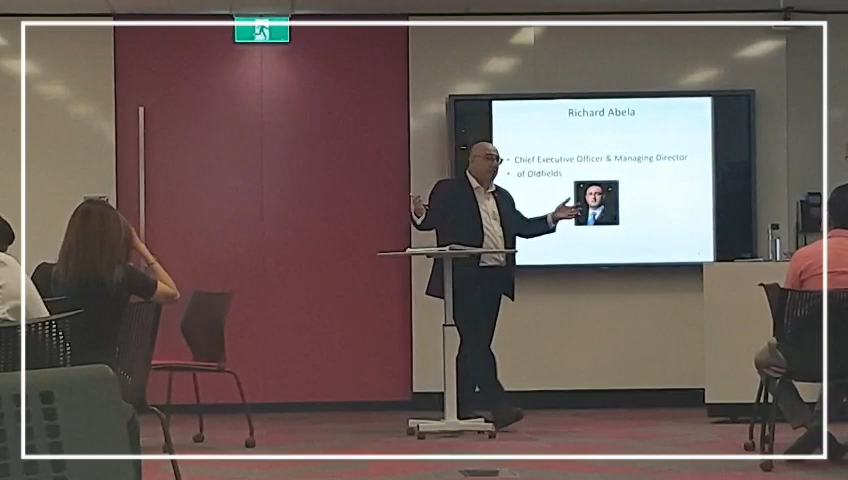 Richard Abela
• Chief Executive Officer & Managing Director
• of Oldfields